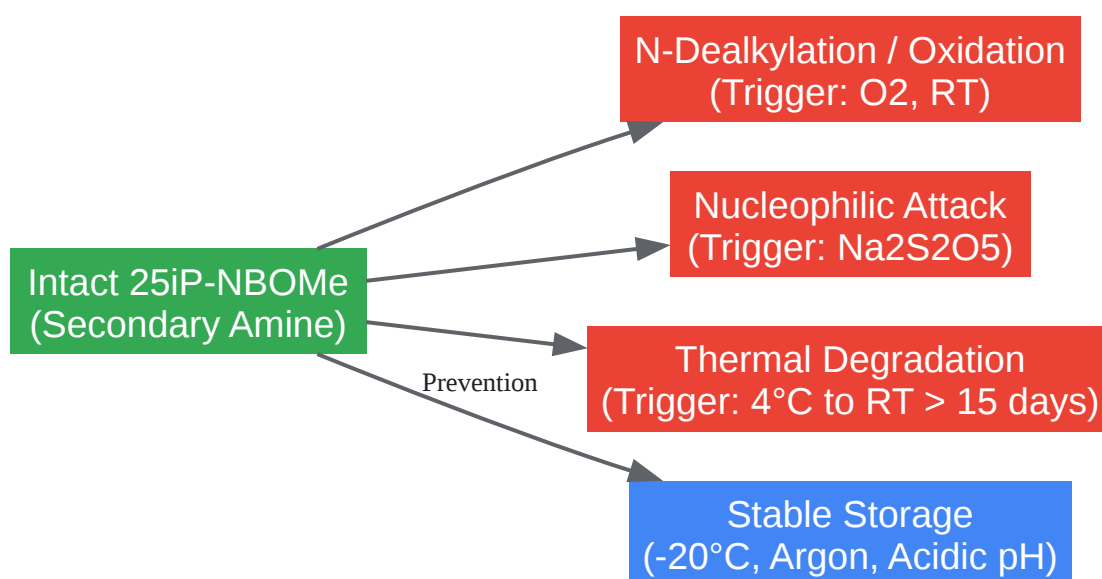 N-Dealkylation / Oxidation
(Trigger: O2, RT)
Nucleophilic Attack
(Trigger: Na2S2O5)
Intact 25iP-NBOMe
(Secondary Amine)
Thermal Degradation
(Trigger: 4°C to RT > 15 days)
Prevention
Stable Storage
(-20°C, Argon, Acidic pH)